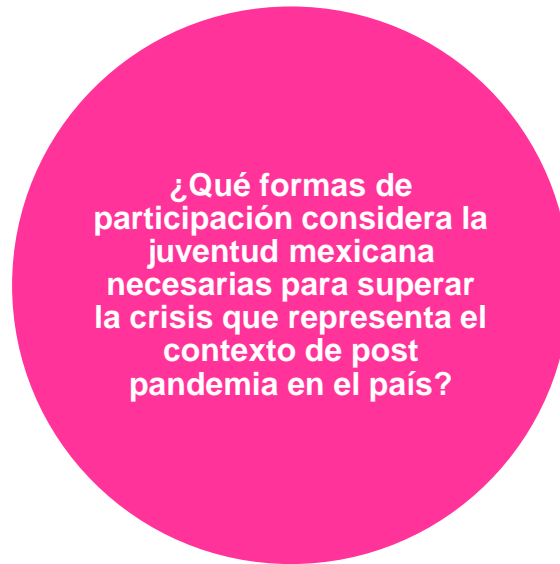 ¿Qué formas de
participación considera la
juventud mexicana
necesarias para superar
la crisis que representa el
contexto de post
pandemia en el país?